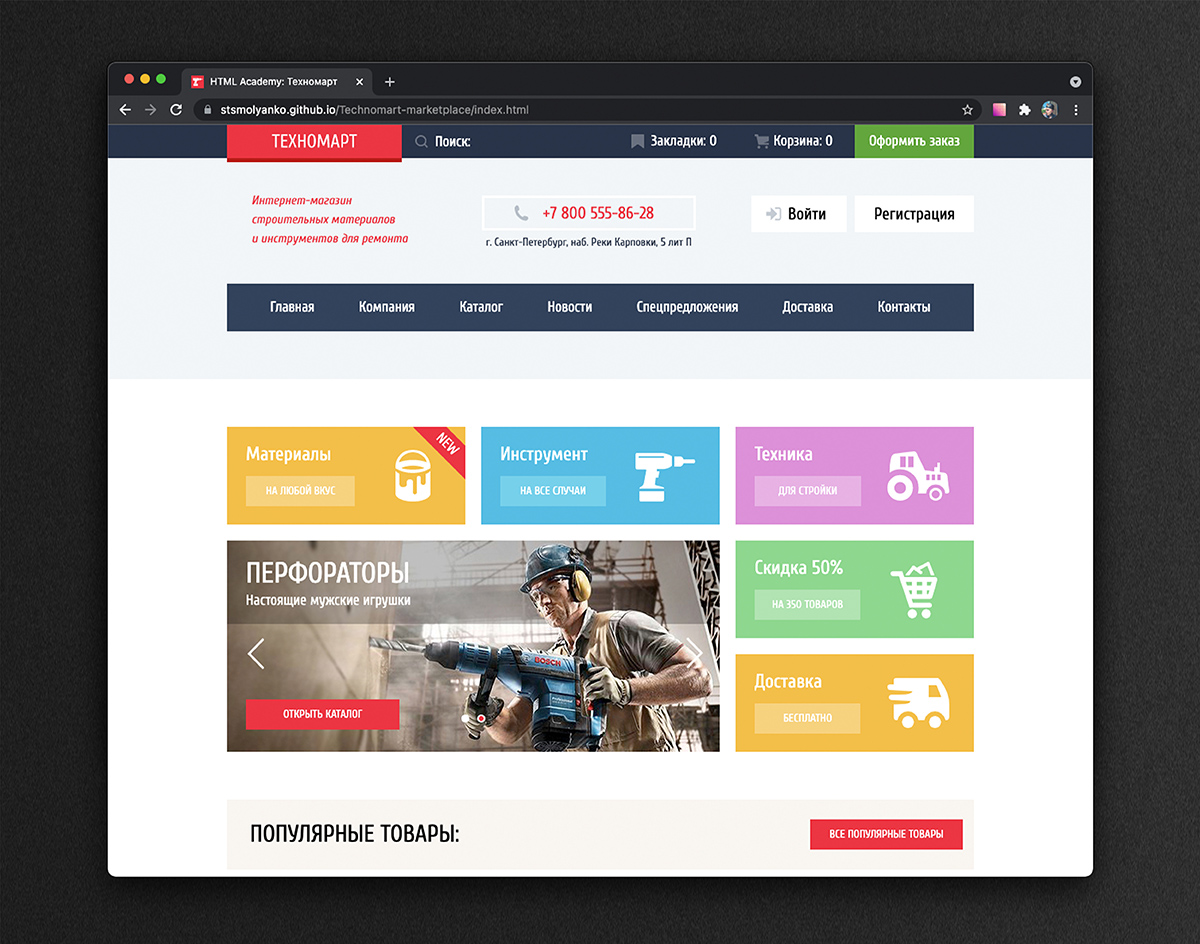 HTML Academy: Техномарт
stsmolyanko.github.io/Technomart-marketplace/index.html
ТЕХНОМАРТ
Поиск:
Закладки: 0
Корзина: 0
Оформить заказ
Интернет-магазин
строительных материалов
и инструментов для ремонта
+7 800 555-86-28
г. Санкт-Петербург, наб. Реки Карповки, 5 лит П
Войти
Регистрация
Главная
Компания
Каталог
Новости
Спецпредложения
Доставка
Контакты
Материалы
НА ЛЮБОЙ ВКУС
NEW
Инструмент
НА ВСЕ СЛУЧАИ
Техника
ДЛЯ СТРОЙКИ
ПЕРФОРАТОРЫ
Настоящие мужские игрушки
BOSCH
ОТКРЫТЬ КАТАЛОГ
Скидка 50%
НА 350 ТОВАРОВ
Доставка
БЕСПЛАТНО
ПОПУЛЯРНЫЕ ТОВАРЫ:
ВСЕ ПОПУЛЯРНЫЕ ТОВАРЫ